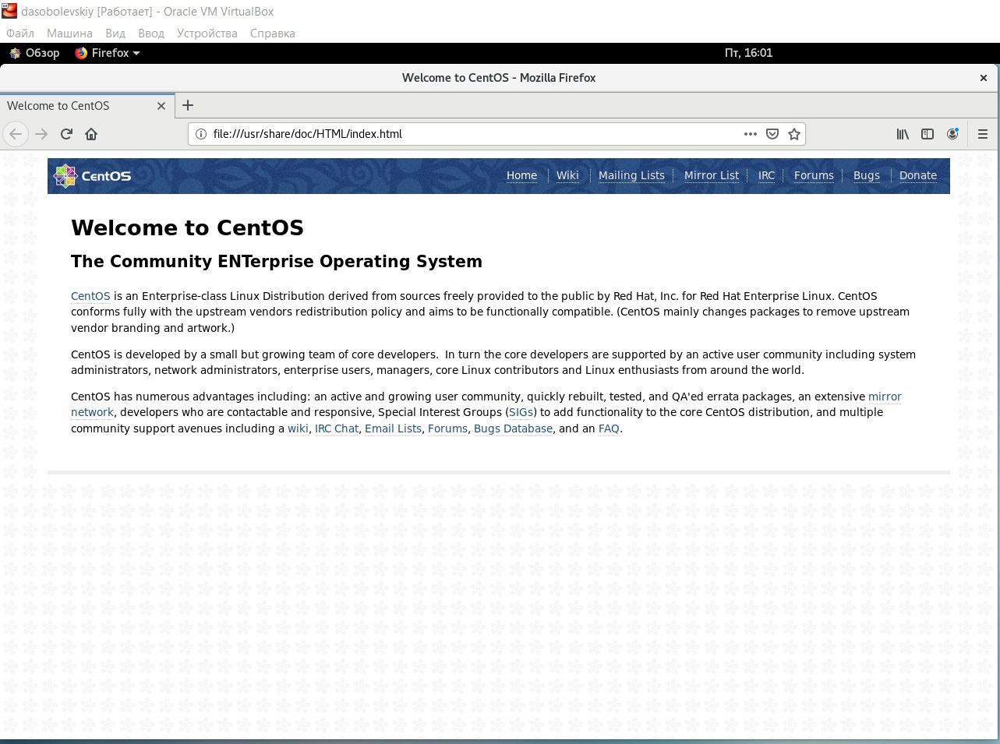 dasobolevskiy [Работает] - Oracle VM VirtualBox
Файл Машина Вид Ввод Устройства Справка
Обзор Firefox Пт, 16:01
Welcome to CentOS - Mozilla Firefox
Welcome to CentOS
file:///usr/share/doc/HTML/index.html
CentOS Home Wiki Mailing Lists Mirror List IRC Forums Bugs Donate
Welcome to CentOS
The Community ENTerprise Operating System
CentOS is an Enterprise-class Linux Distribution derived from sources freely provided to the public by Red Hat, Inc. for Red Hat Enterprise Linux. CentOS
conforms fully with the upstream vendors redistribution policy and aims to be functionally compatible. (CentOS mainly changes packages to remove upstream
vendor branding and artwork.)
CentOS is developed by a small but growing team of core developers.  In turn the core developers are supported by an active user community including system
administrators, network administrators, enterprise users, managers, core Linux contributors and Linux enthusiasts from around the world.
CentOS has numerous advantages including: an active and growing user community, quickly rebuilt, tested, and QA'ed errata packages, an extensive mirror
network, developers who are contactable and responsive, Special Interest Groups (SIGs) to add functionality to the core CentOS distribution, and multiple
community support avenues including a wiki, IRC Chat, Email Lists, Forums, Bugs Database, and an FAQ.